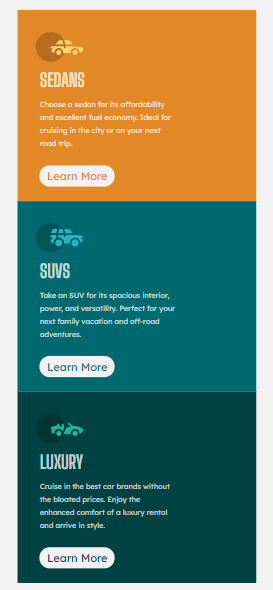 SEDANS
Choose a sedan for its affordability
and excellent fuel economy. Ideal for
cruising in the city or on your next
road trip.
Learn More
SUVS
Take an SUV for its spacious interior,
power, and versatility. Perfect for your
next family vacation and off-road
adventures.
Learn More
LUXURY
Cruise in the best car brands without
the bloated prices. Enjoy the
enhanced comfort of a luxury rental
and arrive in style.
Learn More